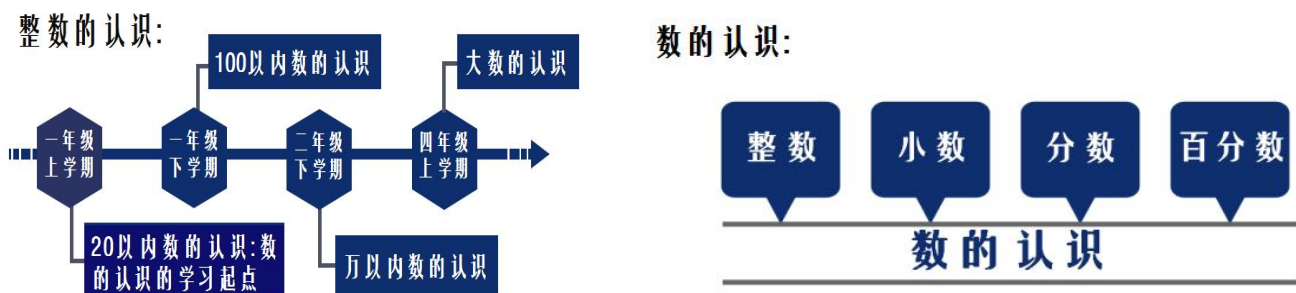 整数的认识:
100以内数的认识
大数的认识
一年级
上学期
一年级
下学期
二年级
下学期
四年级
上学期
20以内数的认识:数
的认识的学习起点
万以内数的认识
数的认识:
整数
小数
分数
百分数
数的认识